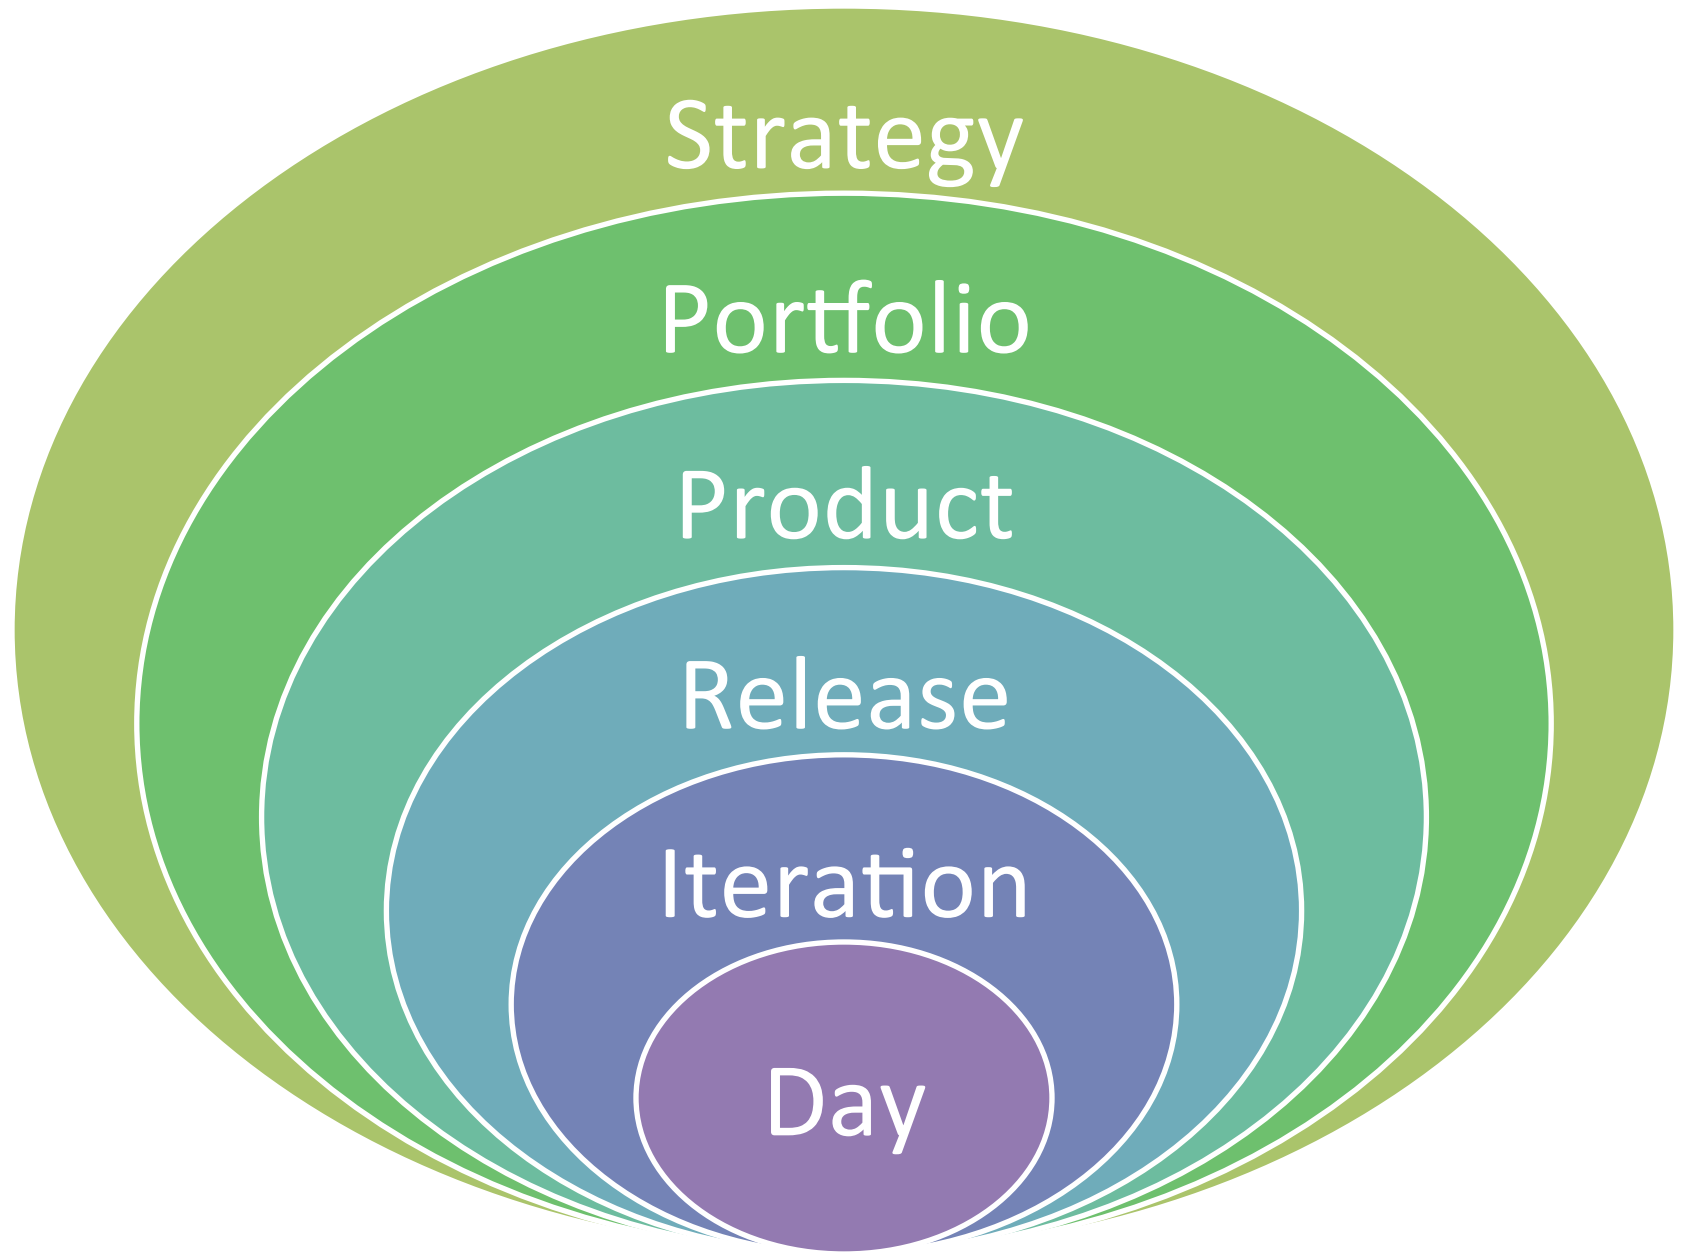 Strategy
Portfolio
Product
Release
Iteration
Day